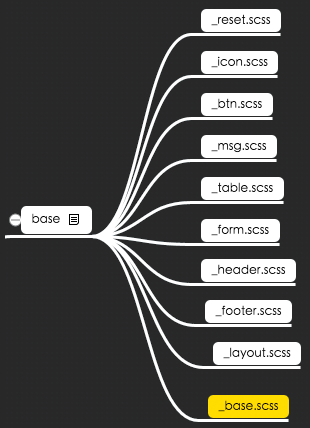 _reset.scss
_icon.scss
_btn.scss
_msg.scss
_table.scss
base
_form.scss
_header.scss
_footer.scss
_layout.scss
_base.scss